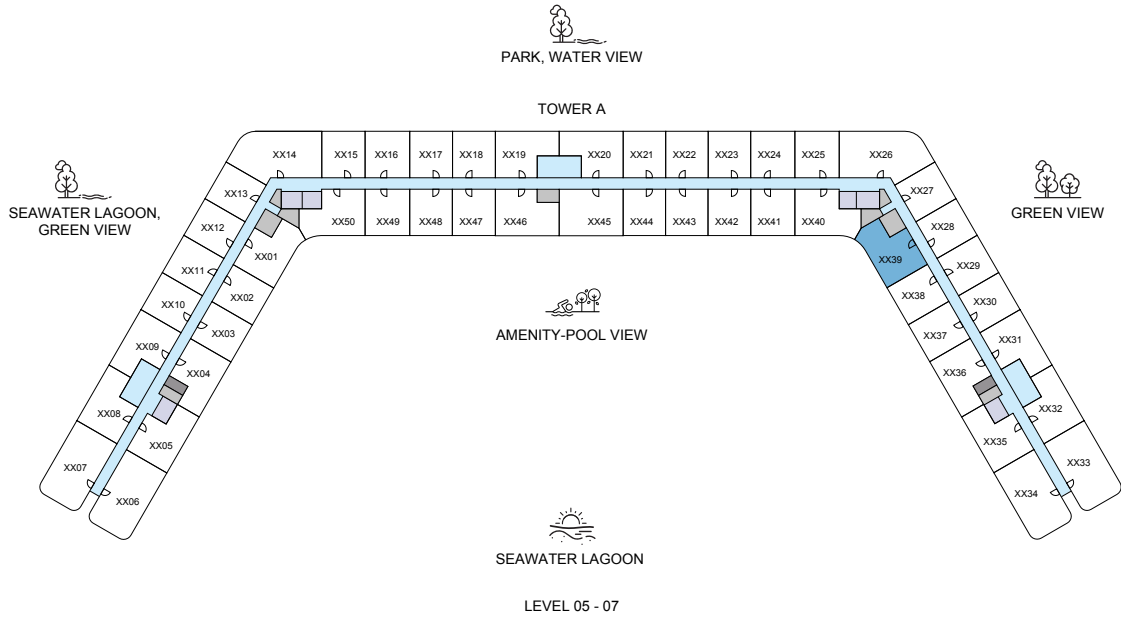 PARK, WATER VIEW
TOWER A
XX14 XX15 XX16 XX17 XX18 XX19 XX20 XX21 XX22 XX23 XX24 XX25 XX26
SEAWATER LAGOON,
GREEN VIEW
XX13
XX27
GREEN VIEW
XX12
XX50 XX49 XX48 XX47 XX46 XX45 XX44 XX43 XX42 XX41 XX40
XX28
XX01
XX39
XX11
XX29
XX02
XX38
XX10
XX30
XX03
AMENITY-POOL VIEW
XX37
XX09
XX31
XX04
XX36
XX08
XX32
XX05
XX35
XX07
XX33
XX06
XX34
SEAWATER LAGOON
LEVEL 05 - 07